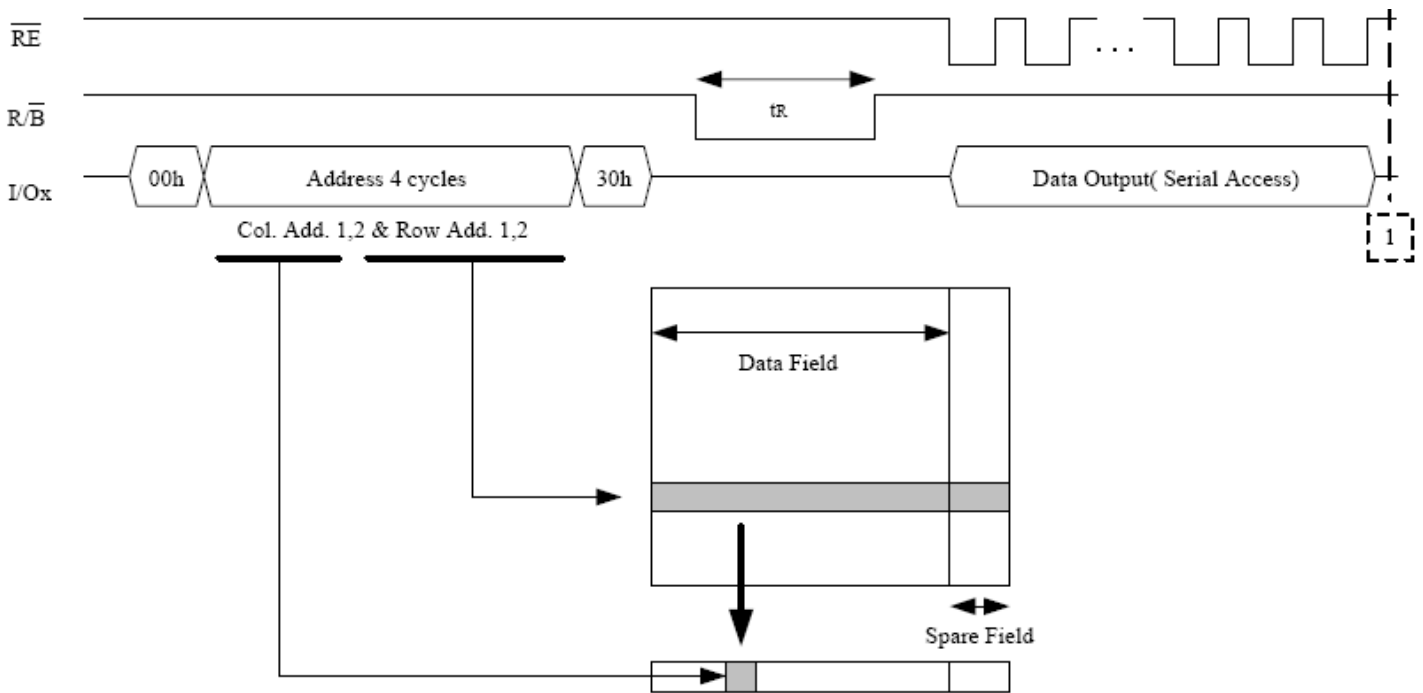 RE
R/B
tR
I/Ox
00h
Address 4 cycles
30h
Data Output( Serial Access)
Col. Add. 1,2 & Row Add. 1,2
1
Data Field
Spare Field
. . .